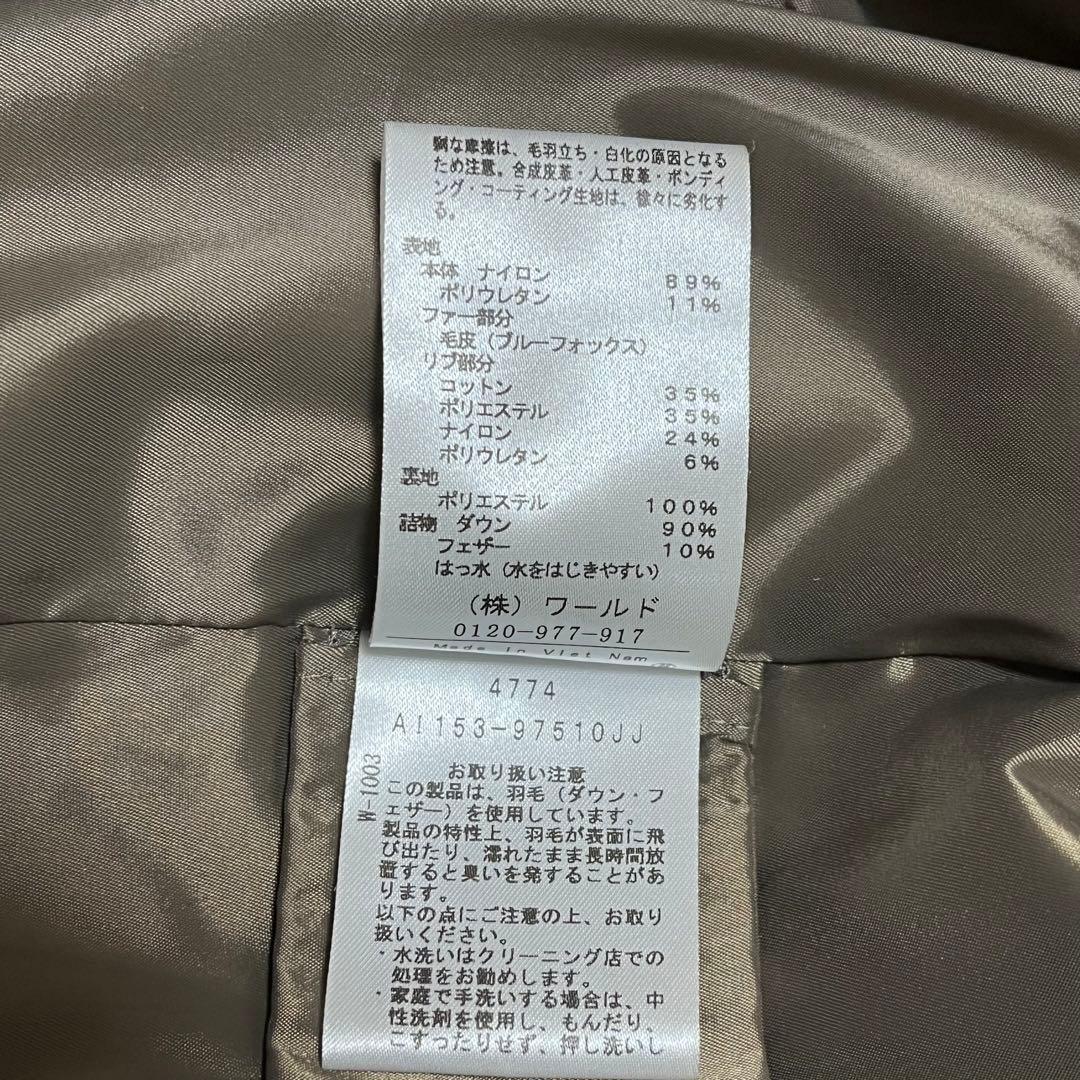 な摩擦は、毛羽立ち・白化の原因となる
ため注意。合成皮革・人工皮革・ボンディ
ング・コーティング生地は、徐々に劣化す
る。
表地
本体 ナイロン 89%
ポリウレタン 11%
ファー部分
毛皮（ブルーフォックス）
リブ部分
コットン 35%
ポリエステル 35%
ナイロン 24%
ポリウレタン 6%
裏地
ポリエステル 100%
詰物 ダウン 90%
フェザー 10%
はっ水（水をはじきやすい）
（株）ワールド
0120-977-917
Made in Viet Nam
4774
AI153-97510JJ
W-1003
お取り扱い注意
この製品は、羽毛（ダウン・フ
ェザー）を使用しています。
製品の特性上、羽毛が表面に飛
び出たり、濡れたまま長時間放
置すると臭いを発することがあ
ります。
以下の点にご注意の上、お取り
扱いください。
・水洗いはクリーニング店での
処理をお勧めします。
・家庭で手洗いする場合は、中
性洗剤を使用し、もんだり、
こすったりせず、押し洗いし